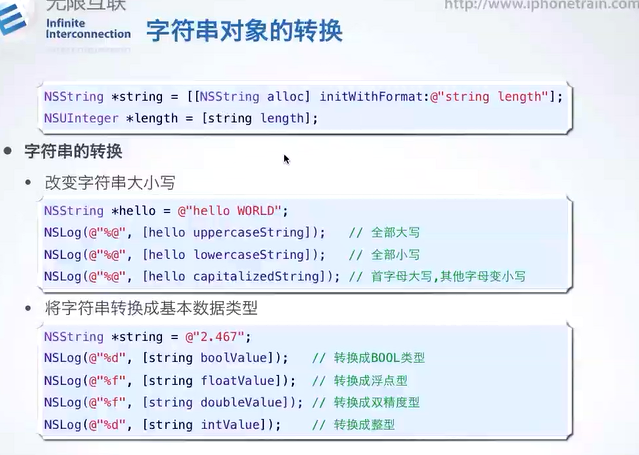 无限互联
http://www.iphonetrain.com
Infinite
Interconnection
字符串对象的转换
NSString *string = [[NSString alloc] initWithFormat:@"string length"];
NSUInteger *length = [string length];
字符串的转换
改变字符串大小写
NSString *hello = @"hello WORLD";
NSLog(@"%@", [hello uppercaseString]); // 全部大写
NSLog(@"%@", [hello lowercaseString]); // 全部小写
NSLog(@"%@", [hello capitalizedString]); // 首字母大写,其他字母变小写
将字符串转换成基本数据类型
NSString *string = @"2.467";
NSLog(@"%d", [string boolValue]); // 转换成BOOL类型
NSLog(@"%f", [string floatValue]); // 转换成浮点型
NSLog(@"%f", [string doubleValue]); // 转换成双精度型
NSLog(@"%d", [string intValue]); // 转换成整型